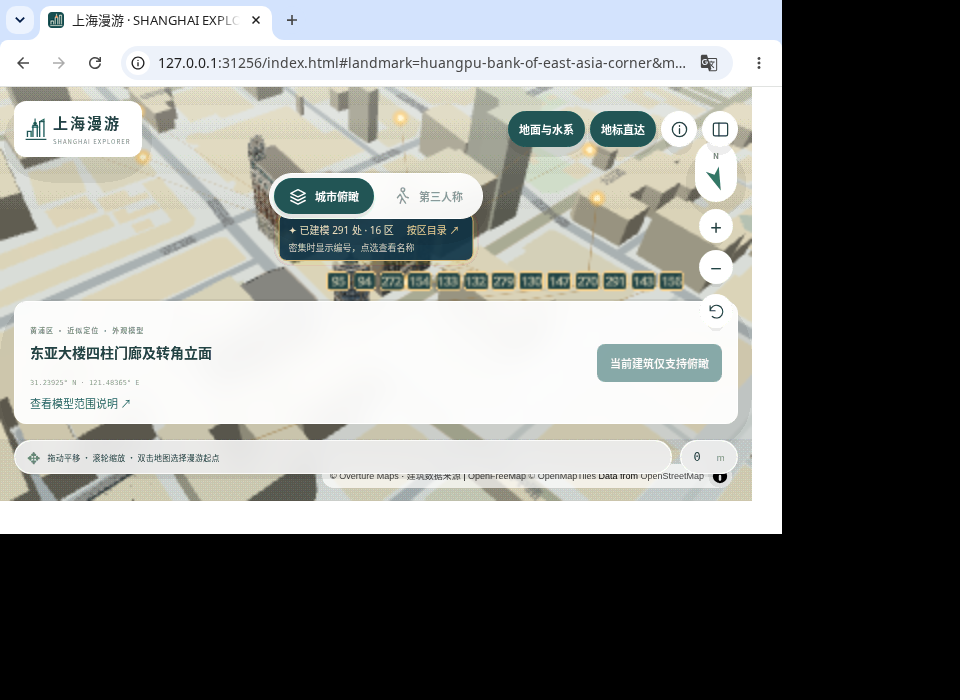 上海漫游 · SHANGHAI EXPLO
127.0.0.1:31256/index.html#landmark=huangpu-bank-of-east-asia-corner&m...
上海漫游
SHANGHAI EXPLORER
地面与水系
地标直达
N
城市俯瞰
第三人称
✦ 已建模 291 处 · 16 区 按区目录 ↗
密集时显示编号，点选查看名称
95 94 272 154 133 132 279 130 147 270 291 143 156
黄浦区 · 近似定位 · 外观模型
东亚大楼四柱门廊及转角立面
当前建筑仅支持俯瞰
31.23925° N · 121.48365° E
查看模型范围说明 ↗
拖动平移 · 滚轮缩放 · 双击地图选择漫游起点
0 m
© Overture Maps · 建筑数据来源 | OpenFreeMap © OpenMapTiles Data from OpenStreetMap